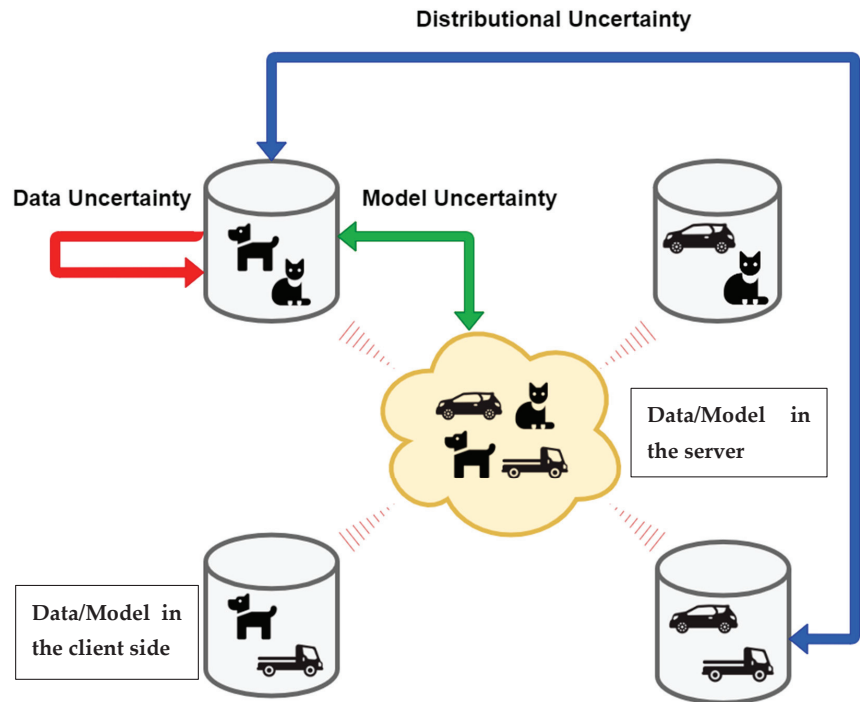 Distributional Uncertainty
Data Uncertainty
Model Uncertainty
Data/Model in
the server
Data/Model in
the client side